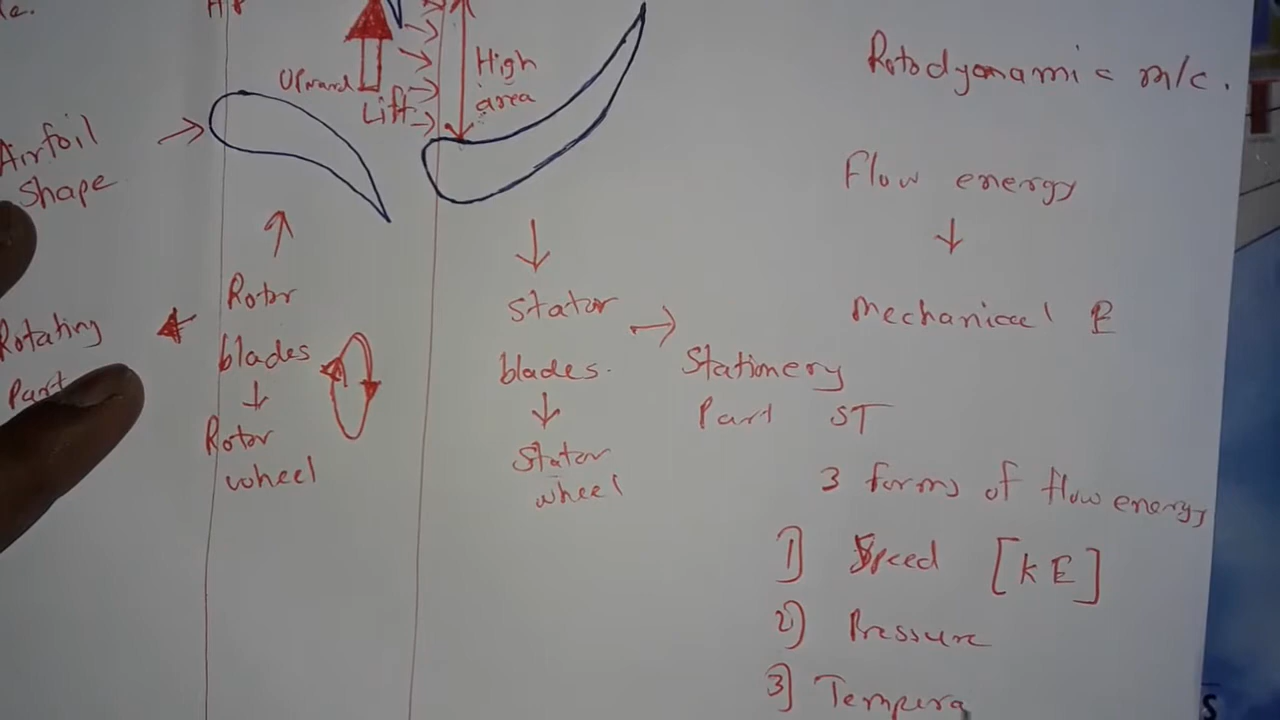 Upward
Lift
High
area
Airfoil
Shape
Rotor
blades
Rotor
wheel
Rotating
Part
Stator
blades.
Stator
wheel
Stationery
Part ST
Rotodyanamic m/c.
Flow energy
Mechanical E
3 forms of flow energy
1) Speed [KE]
2) Pressure
3) Tempera